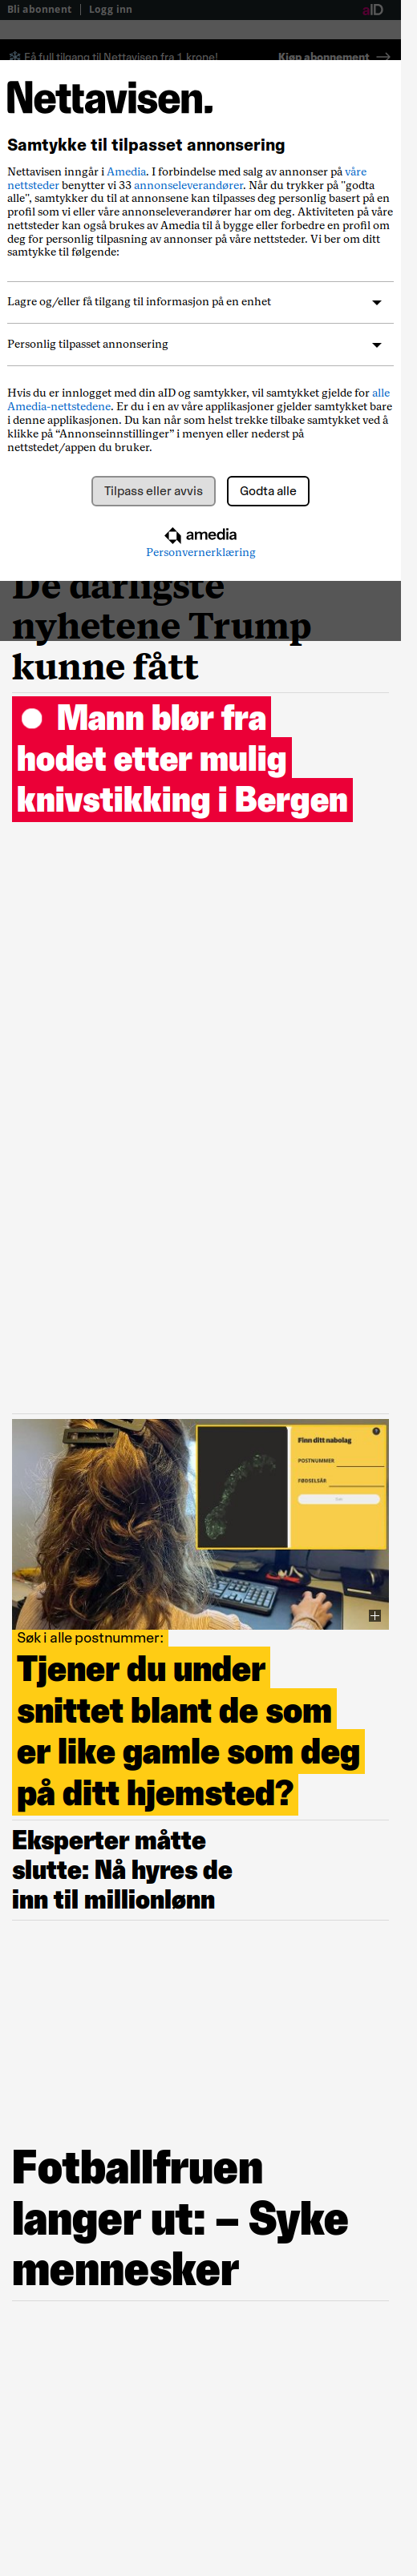 Bli abonnent | Logg inn aID
Få full tilgang til Nettavisen fra 1 krone! Kjøp abonnement →
Nettavisen.
Samtykke til tilpasset annonsering
Nettavisen inngår i Amedia. I forbindelse med salg av annonser på våre
nettsteder benytter vi 33 annonseleverandører. Når du trykker på "godta
alle", samtykker du til at annonsene kan tilpasses deg personlig basert på en
profil som vi eller våre annonseleverandører har om deg. Aktiviteten på våre
nettsteder kan også brukes av Amedia til å bygge eller forbedre en profil om
deg for personlig tilpasning av annonser på våre nettsteder. Vi ber om ditt
samtykke til følgende:
Lagre og/eller få tilgang til informasjon på en enhet
Personlig tilpasset annonsering
Hvis du er innlogget med din aID og samtykker, vil samtykket gjelde for alle
Amedia-nettstedene. Er du i en av våre applikasjoner gjelder samtykket bare
i denne applikasjonen. Du kan når som helst trekke tilbake samtykket ved å
klikke på “Annonseinnstillinger” i menyen eller nederst på
nettstedet/appen du bruker.
Tilpass eller avvis Godta alle
amedia
Personvernerklæring
De dårligste
nyhetene Trump
kunne fått
Mann blør fra
hodet etter mulig
knivstikking i Bergen
Finn ditt nabolag
POSTNUMMER
FØDSELSÅR
Søk i alle postnummer:
Tjener du under
snittet blant de som
er like gamle som deg
på ditt hjemsted?
Eksperter måtte
slutte: Nå hyres de
inn til millionlønn
Fotballfruen
langer ut: – Syke
mennesker